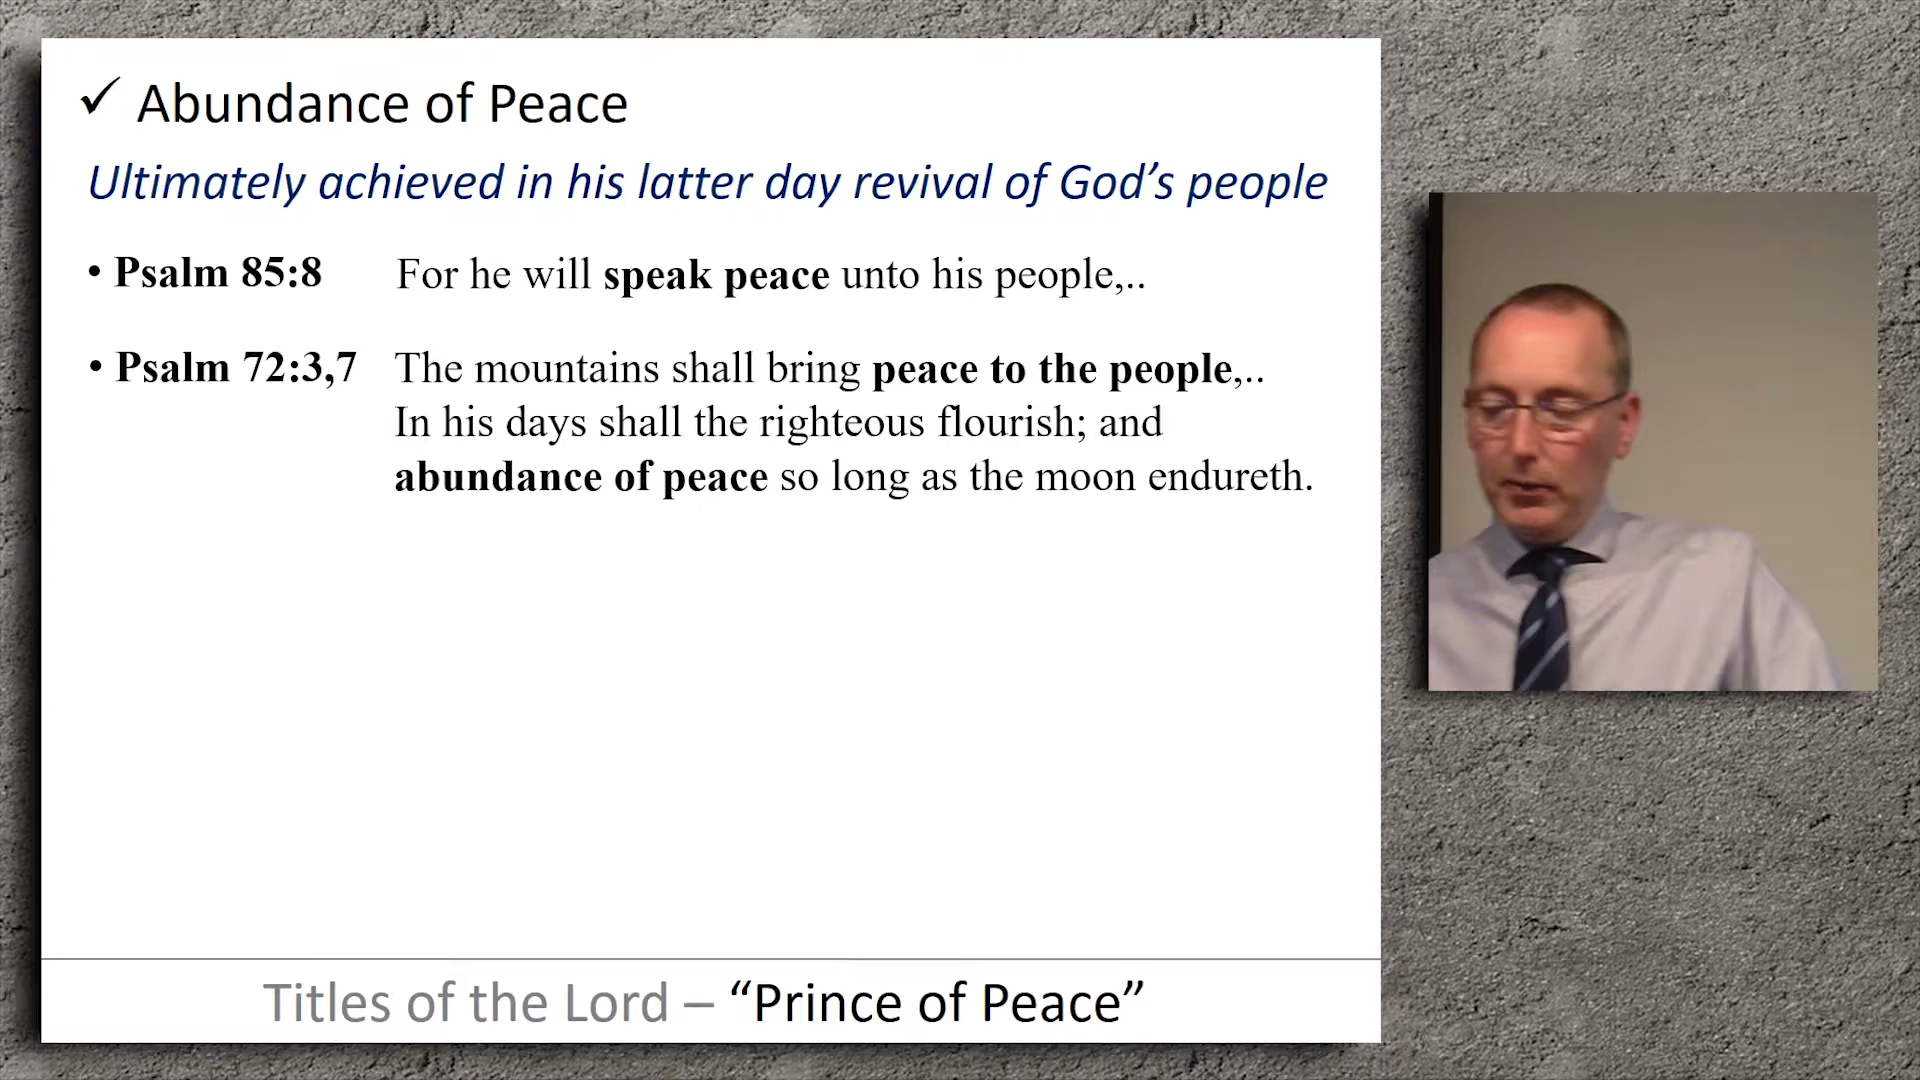 ✓ Abundance of Peace
Ultimately achieved in his latter day revival of God’s people
• Psalm 85:8 For he will speak peace unto his people,..
• Psalm 72:3,7 The mountains shall bring peace to the people,..
In his days shall the righteous flourish; and
abundance of peace so long as the moon endureth.
Titles of the Lord – “Prince of Peace”